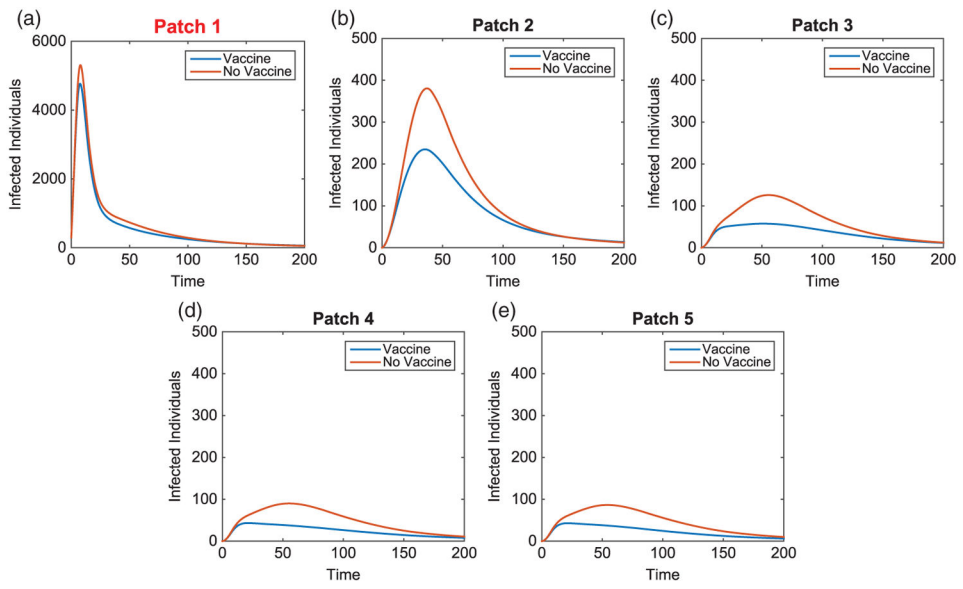 (a)
Patch 1
6000
4000
2000
0
Infected Individuals
Vaccine
No Vaccine
0 50 100 150 200
Time
(b)
Patch 2
500
400
300
200
100
0
Infected Individuals
Vaccine
No Vaccine
0 50 100 150 200
Time
(c)
Patch 3
500
400
300
200
100
0
Infected Individuals
Vaccine
No Vaccine
0 50 100 150 200
Time
(d)
Patch 4
500
400
300
200
100
0
Infected Individuals
Vaccine
No Vaccine
0 50 100 150 200
Time
(e)
Patch 5
500
400
300
200
100
0
Infected Individuals
Vaccine
No Vaccine
0 50 100 150 200
Time